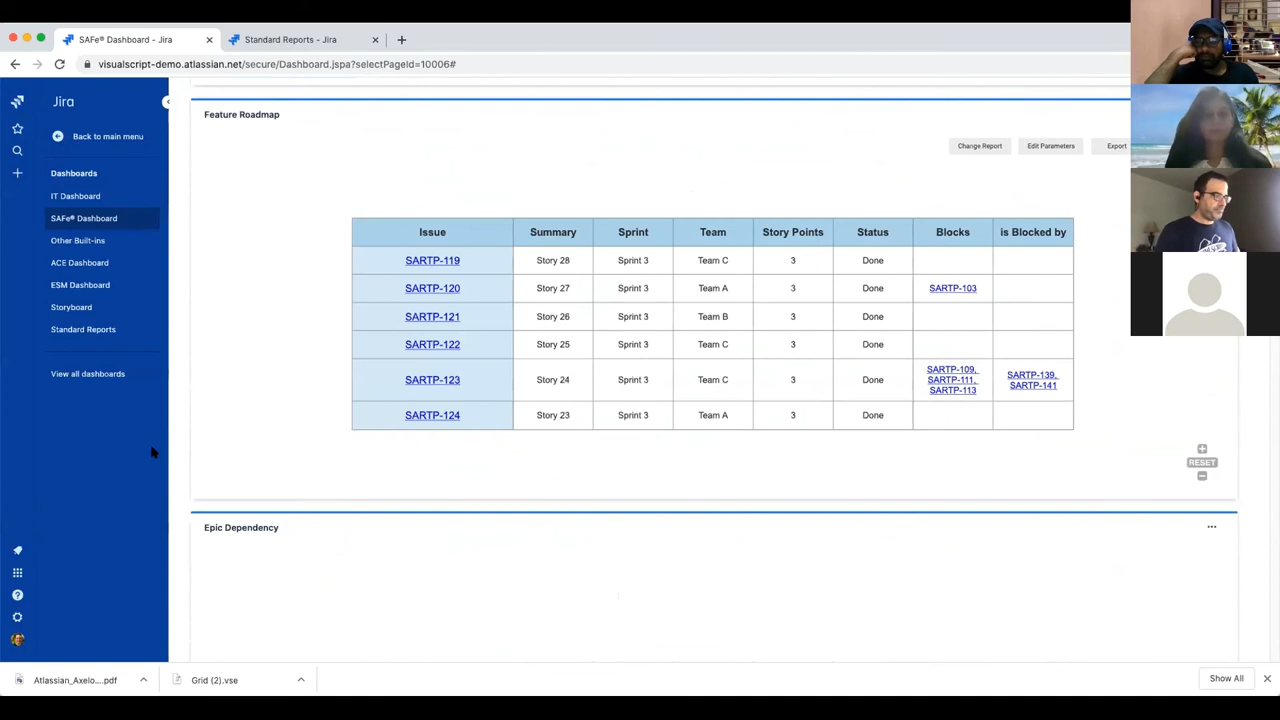 SAFe® Dashboard - Jira
Standard Reports - Jira
visualscript-demo.atlassian.net/secure/Dashboard.jspa?selectPageId=10006#
Jira
Back to main menu
Dashboards
IT Dashboard
SAFe® Dashboard
Other Built-ins
ACE Dashboard
ESM Dashboard
Storyboard
Standard Reports
View all dashboards
Feature Roadmap
Change Report Edit Parameters Export
Issue Summary Sprint Team Story Points Status Blocks is Blocked by
SARTP-119 Story 28 Sprint 3 Team C 3 Done
SARTP-120 Story 27 Sprint 3 Team A 3 Done SARTP-103
SARTP-121 Story 26 Sprint 3 Team B 3 Done
SARTP-122 Story 25 Sprint 3 Team C 3 Done
SARTP-123 Story 24 Sprint 3 Team C 3 Done SARTP-109, SARTP-111, SARTP-113 SARTP-139, SARTP-141
SARTP-124 Story 23 Sprint 3 Team A 3 Done
RESET
Epic Dependency
Atlassian_Axelo....pdf
Grid (2).vse
Show All